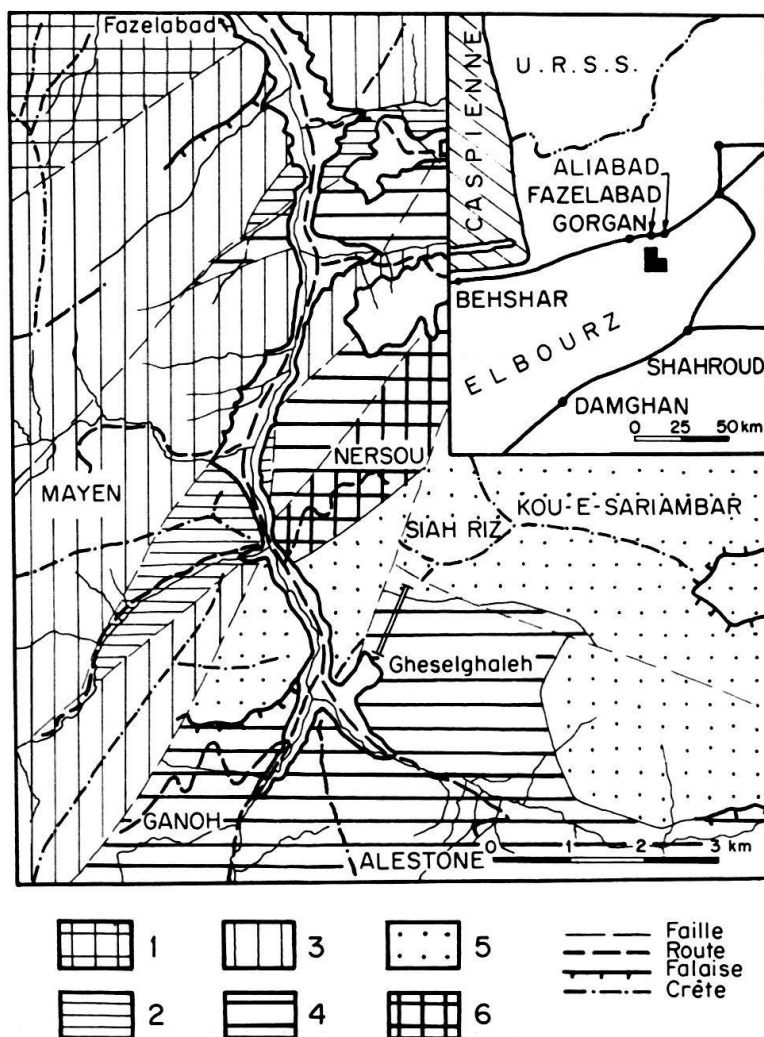 Fazelabad
CASPIENNE
U.R.S.S.
ALIABAD
FAZELABAD
GORGAN
BEHSHAR
ELBOURZ
SHAHROUD
DAMGHAN
0 25 50 km
NERSOU
MAYEN
KOU-E-SARIAMBAR
SIAH RIZ
Gheselghaleh
GANOH
ALESTONE
0 1 2 3 km
1 3 5
2 4 6
Faille
Route
Falaise
Crête